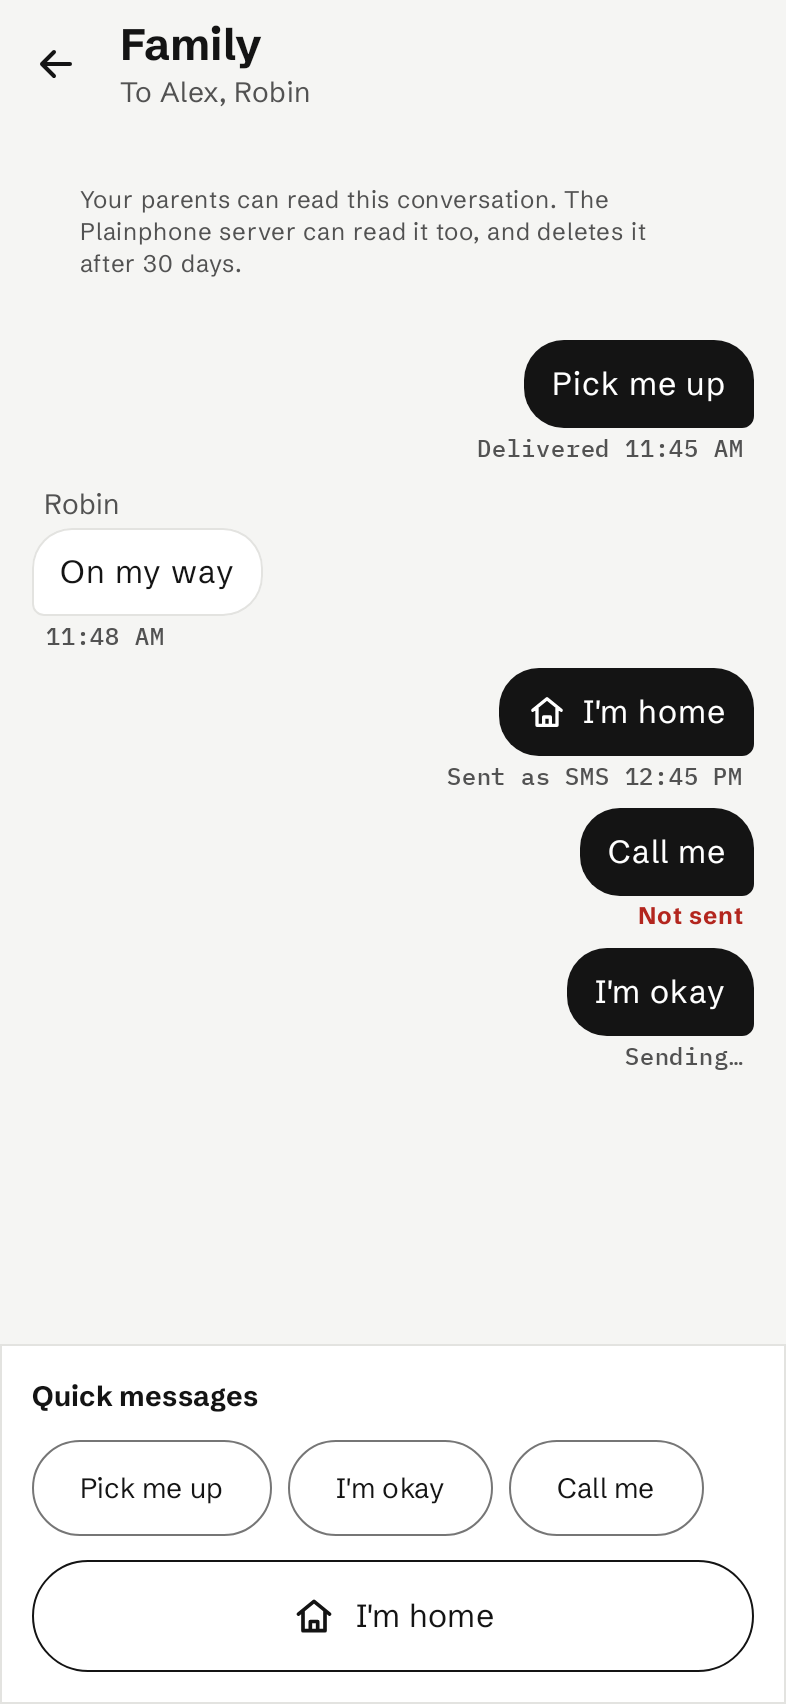 Family
To Alex, Robin
Your parents can read this conversation. The
Plainphone server can read it too, and deletes it
after 30 days.
Pick me up
Delivered 11:45 AM
Robin
On my way
11:48 AM
I'm home
Sent as SMS 12:45 PM
Call me
Not sent
I'm okay
Sending…
Quick messages
Pick me up
I'm okay
Call me
I'm home